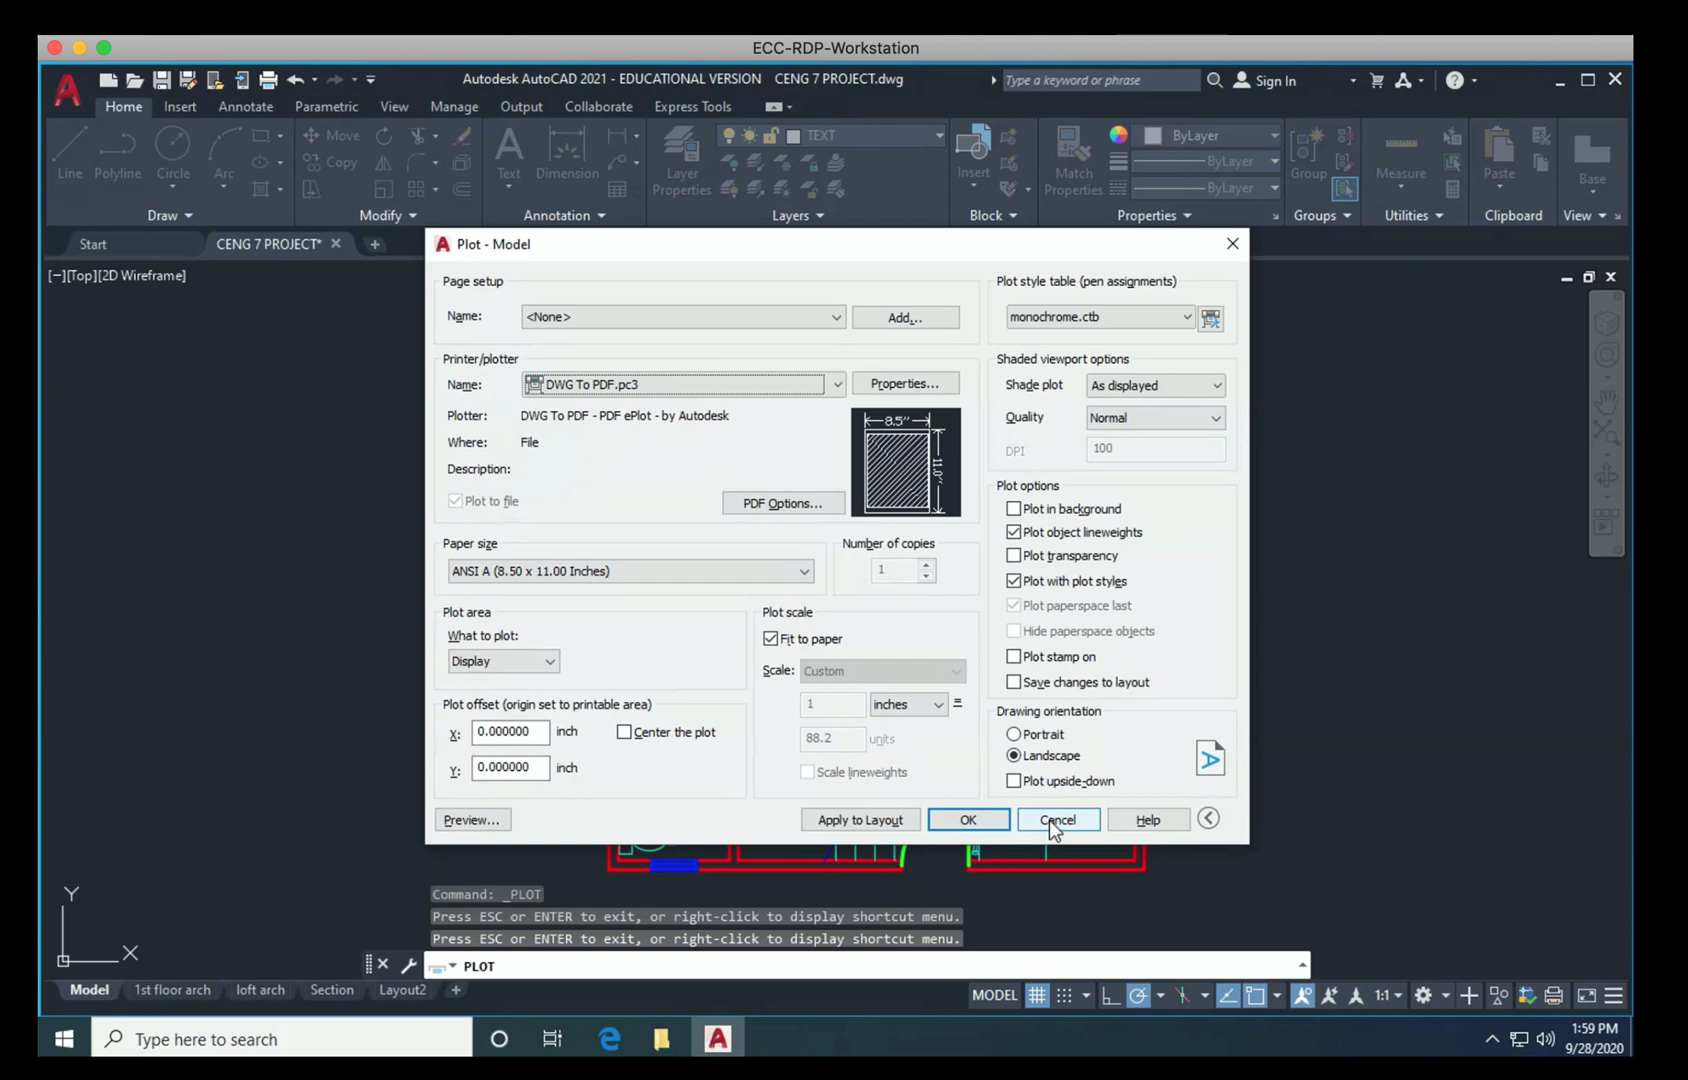 ECC-RDP-Workstation
Autodesk AutoCAD 2021 - EDUCATIONAL VERSION CENG 7 PROJECT.dwg
Type a keyword or phrase
Sign In
Home Insert Annotate Parametric View Manage Output Collaborate Express Tools
Line Polyline Circle Arc
Move
Copy
Text Dimension
Layer Properties
TEXT
Insert
Match Properties
ByLayer
ByLayer
ByLayer
Group
Measure
Paste
Base
Draw Modify Annotation Layers Block Properties Groups Utilities Clipboard View
Start CENG 7 PROJECT*
[−][Top][2D Wireframe]
Plot - Model
Page setup
Name: <None> Add...
Plot style table (pen assignments)
monochrome.ctb
Printer/plotter
Name: DWG To PDF.pc3 Properties...
Plotter: DWG To PDF - PDF ePlot - by Autodesk
Where: File
Description:
Plot to file
PDF Options...
8.5''
11.0''
Shaded viewport options
Shade plot As displayed
Quality Normal
DPI 100
Paper size
ANSI A (8.50 x 11.00 Inches)
Number of copies
1
Plot options
Plot in background
Plot object lineweights
Plot transparency
Plot with plot styles
Plot paperspace last
Hide paperspace objects
Plot stamp on
Save changes to layout
Plot area
What to plot:
Display
Plot scale
Fit to paper
Scale: Custom
1 inches =
88.2 units
Scale lineweights
Plot offset (origin set to printable area)
X: 0.000000 inch Center the plot
Y: 0.000000 inch
Drawing orientation
Portrait
Landscape
Plot upside-down
A
Preview... Apply to Layout OK Cancel Help
Y
X
Command: _PLOT
Press ESC or ENTER to exit, or right-click to display shortcut menu.
Press ESC or ENTER to exit, or right-click to display shortcut menu.
PLOT
Model 1st floor arch loft arch Section Layout2
MODEL 1:1
Type here to search
1:59 PM
9/28/2020